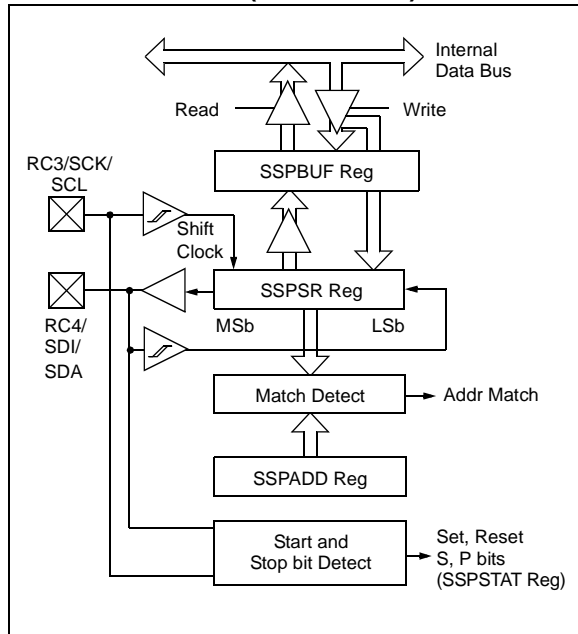 Internal
Data Bus
Read
Write
SSPBUF Reg
RC3/SCK/
SCL
Shift
Clock
SSPSR Reg
MSb
LSb
RC4/
SDI/
SDA
Match Detect
Addr Match
SSPADD Reg
Start and
Stop bit Detect
Set, Reset
S, P bits
(SSPSTAT Reg)